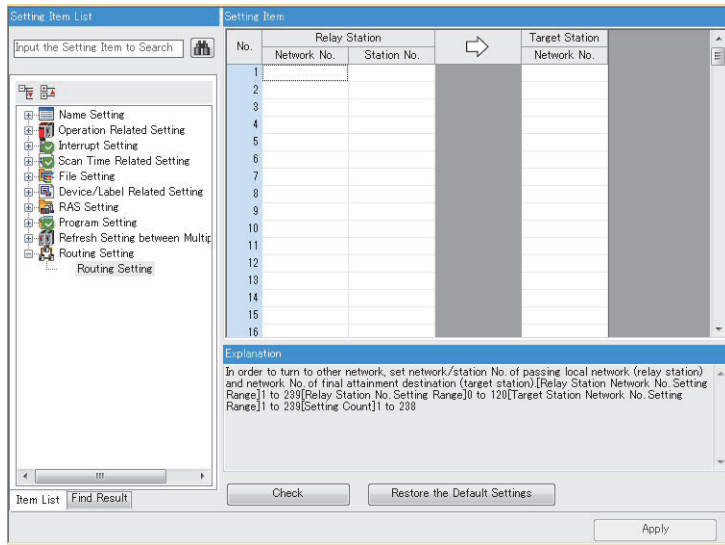 Setting Item List
Input the Setting Item to Search
Name Setting
Operation Related Setting
Interrupt Setting
Scan Time Related Setting
File Setting
Device/Label Related Setting
RAS Setting
Program Setting
Refresh Setting between Multip
Routing Setting
Routing Setting
Item List
Find Result
Setting Item
No.
Relay Station
Target Station
Network No.
Station No.
Network No.
1
2
3
4
5
6
7
8
9
10
11
12
13
14
15
16
Explanation
In order to turn to other network, set network/station No. of passing local network (relay station)
and network No. of final attainment destination (target station).[Relay Station Network No. Setting
Range]1 to 239[Relay Station No. Setting Range]0 to 120[Target Station Network No. Setting
Range]1 to 239[Setting Count]1 to 238
Check
Restore the Default Settings
Apply